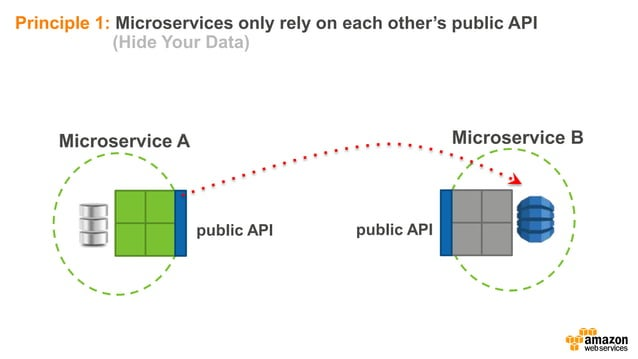 Principle 1: Microservices only rely on each other’s public API
(Hide Your Data)
Microservice A
Microservice B
public API
public API
amazon
webservices